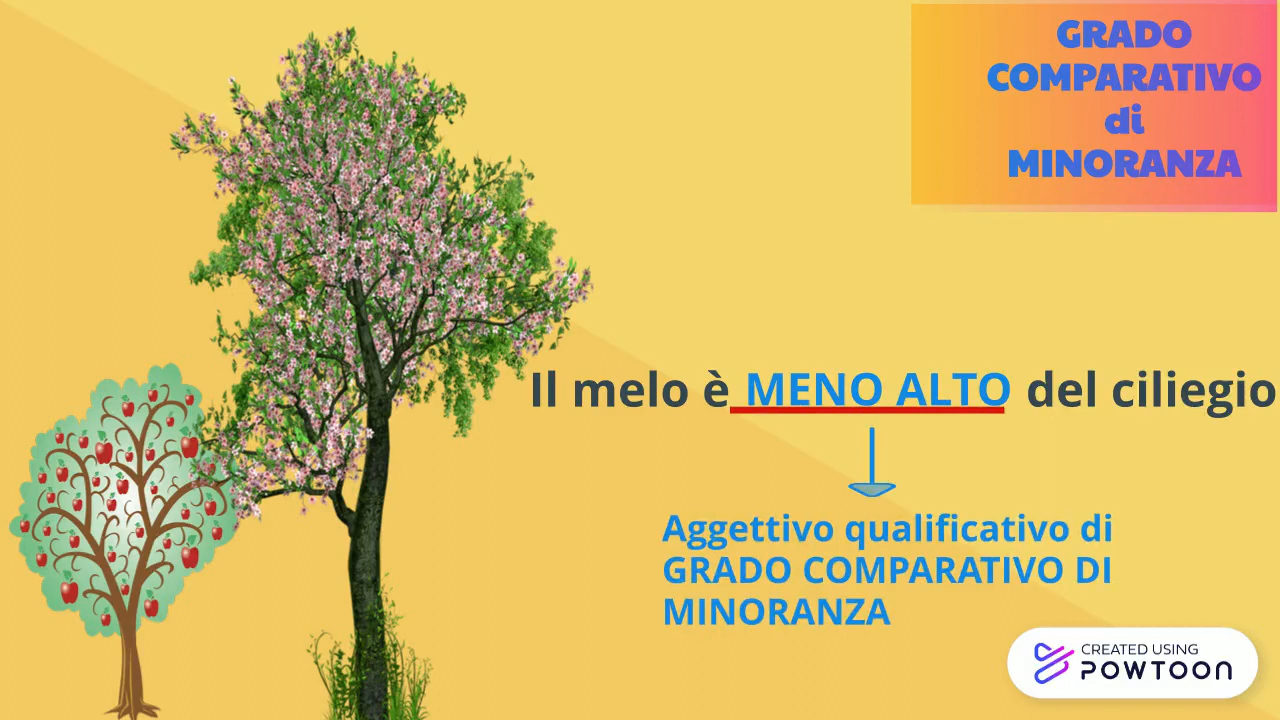 GRADO
COMPARATIVO
di
MINORANZA
Il melo è MENO ALTO del ciliegio
Aggettivo qualificativo di
GRADO COMPARATIVO DI
MINORANZA
CREATED USING
POWTOON